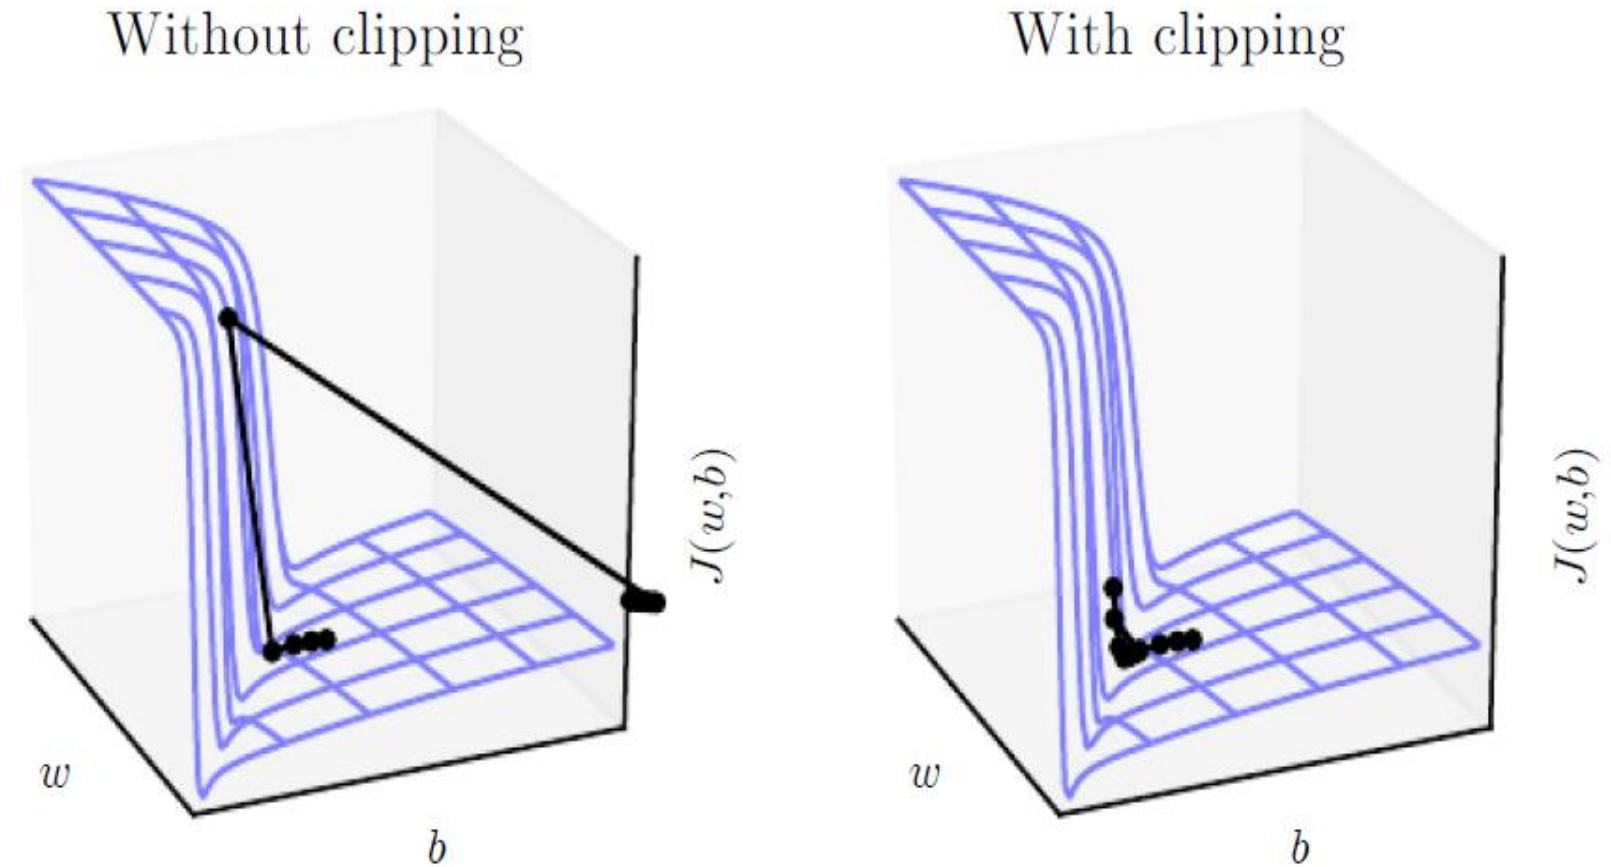 Without clipping
With clipping
J(w,b)
J(w,b)
w
b
w
b